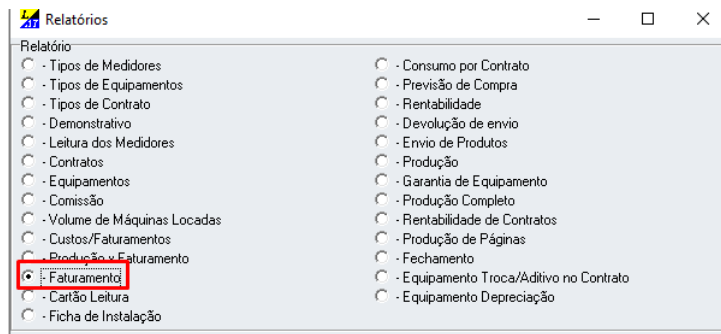 Relatórios
Relatório
- Tipos de Medidores
- Tipos de Equipamentos
- Tipos de Contrato
- Demonstrativo
- Leitura dos Medidores
- Contratos
- Equipamentos
- Comissão
- Volume de Máquinas Locadas
- Custos/Faturamentos
- Produção x Faturamento
- Faturamento
- Cartão Leitura
- Ficha de Instalação
- Consumo por Contrato
- Previsão de Compra
- Rentabilidade
- Devolução de envio
- Envio de Produtos
- Produção
- Garantia de Equipamento
- Produção Completo
- Rentabilidade de Contratos
- Produção de Páginas
- Fechamento
- Equipamento Troca/Aditivo no Contrato
- Equipamento Depreciação